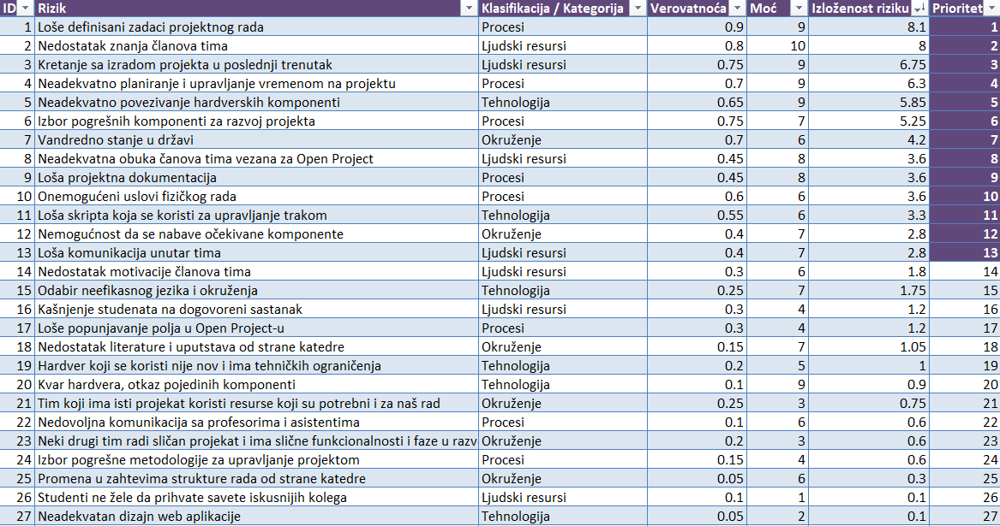 ID Rizik Klasifikacija / Kategorija Verovatnoća Moć Izloženost riziku Prioritet
1 Loše definisani zadaci projektnog rada Procesi 0.9 9 8.1 1
2 Nedostatak znanja članova tima Ljudski resursi 0.8 10 8 2
3 Kretanje sa izradom projekta u poslednji trenutak Ljudski resursi 0.75 9 6.75 3
4 Neadekvatno planiranje i upravljanje vremenom na projektu Procesi 0.7 9 6.3 4
5 Neadekvatno povezivanje hardverskih komponenti Tehnologija 0.65 9 5.85 5
6 Izbor pogrešnih komponenti za razvoj projekta Procesi 0.75 7 5.25 6
7 Vandredno stanje u državi Okruženje 0.7 6 4.2 7
8 Neadekvatna obuka čanova tima vezana za Open Project Ljudski resursi 0.45 8 3.6 8
9 Loša projektna dokumentacija Procesi 0.45 8 3.6 9
10 Onemogućeni uslovi fizičkog rada Procesi 0.6 6 3.6 10
11 Loša skripta koja se koristi za upravljanje trakom Tehnologija 0.55 6 3.3 11
12 Nemogućnost da se nabave očekivane komponente Okruženje 0.4 7 2.8 12
13 Loša komunikacija unutar tima Ljudski resursi 0.4 7 2.8 13
14 Nedostatak motivacije članova tima Ljudski resursi 0.3 6 1.8 14
15 Odabir neefikasnog jezika i okruženja Tehnologija 0.25 7 1.75 15
16 Kašnjenje studenata na dogovoreni sastanak Ljudski resursi 0.3 4 1.2 16
17 Loše popunjavanje polja u Open Project-u Procesi 0.3 4 1.2 17
18 Nedostatak literature i uputstava od strane katedre Okruženje 0.15 7 1.05 18
19 Hardver koji se koristi nije nov i ima tehničkih ograničenja Tehnologija 0.2 5 1 19
20 Kvar hardvera, otkaz pojedinih komponenti Tehnologija 0.1 9 0.9 20
21 Tim koji ima isti projekat koristi resurse koji su potrebni i za naš rad Okruženje 0.25 3 0.75 21
22 Nedovoljna komunikacija sa profesorima i asistentima Procesi 0.1 6 0.6 22
23 Neki drugi tim radi sličan projekat i ima slične funkcionalnosti i faze u razv Okruženje 0.2 3 0.6 23
24 Izbor pogrešne metodologije za upravljanje projektom Procesi 0.15 4 0.6 24
25 Promena u zahtevima strukture rada od strane katedre Okruženje 0.05 6 0.3 25
26 Studenti ne žele da prihvate savete iskusnijih kolega Ljudski resursi 0.1 1 0.1 26
27 Neadekvatan dizajn web aplikacije Tehnologija 0.05 2 0.1 27